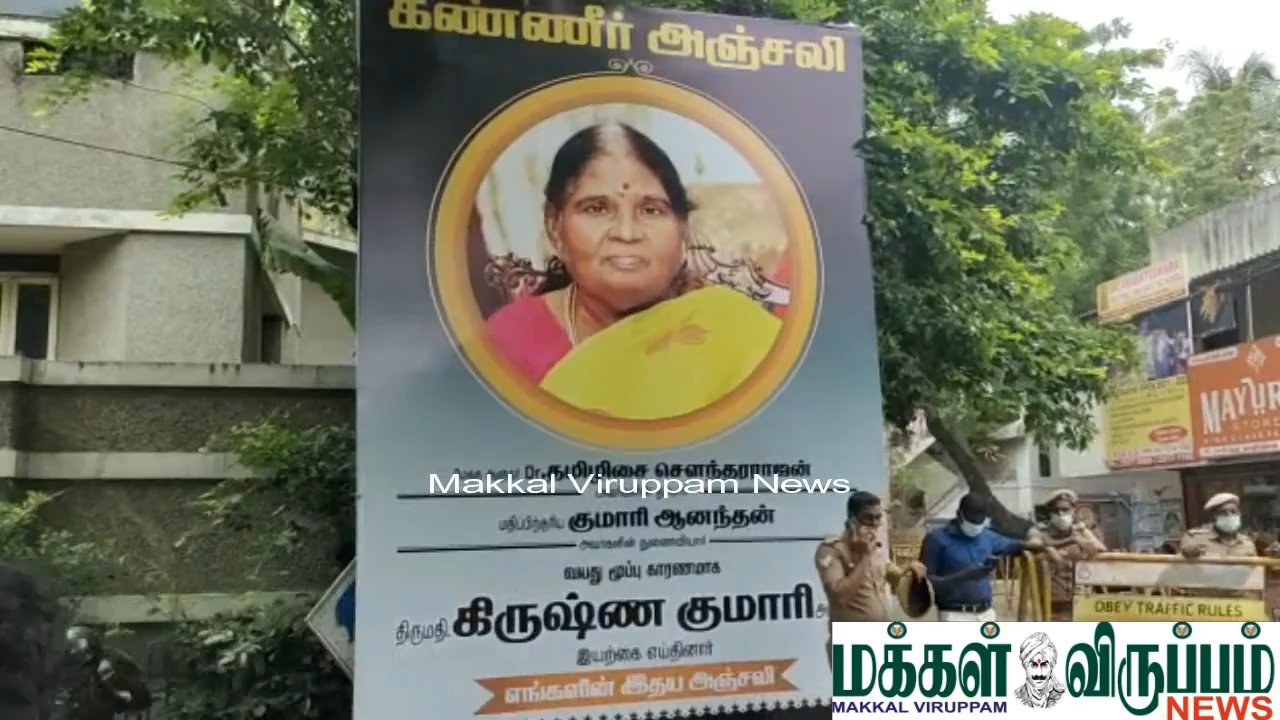 கண்ணீர் அஞ்சலி
Dr. தமிழிசை சௌந்தரராஜன்
Makkal Viruppam News
மதிப்பிற்குரிய குமாரி ஆனந்தன்
அவர்களின் துணைவியார்
வயது மூப்பு காரணமாக
திருமதி. கிருஷ்ண குமாரி
இயற்கை எய்தினார்
எங்களின் இதய அஞ்சலி
MAYUR
STORE
OBEY TRAFFIC RULES
மக்கள் விருப்பம்
MAKKAL VIRUPPAM NEWS